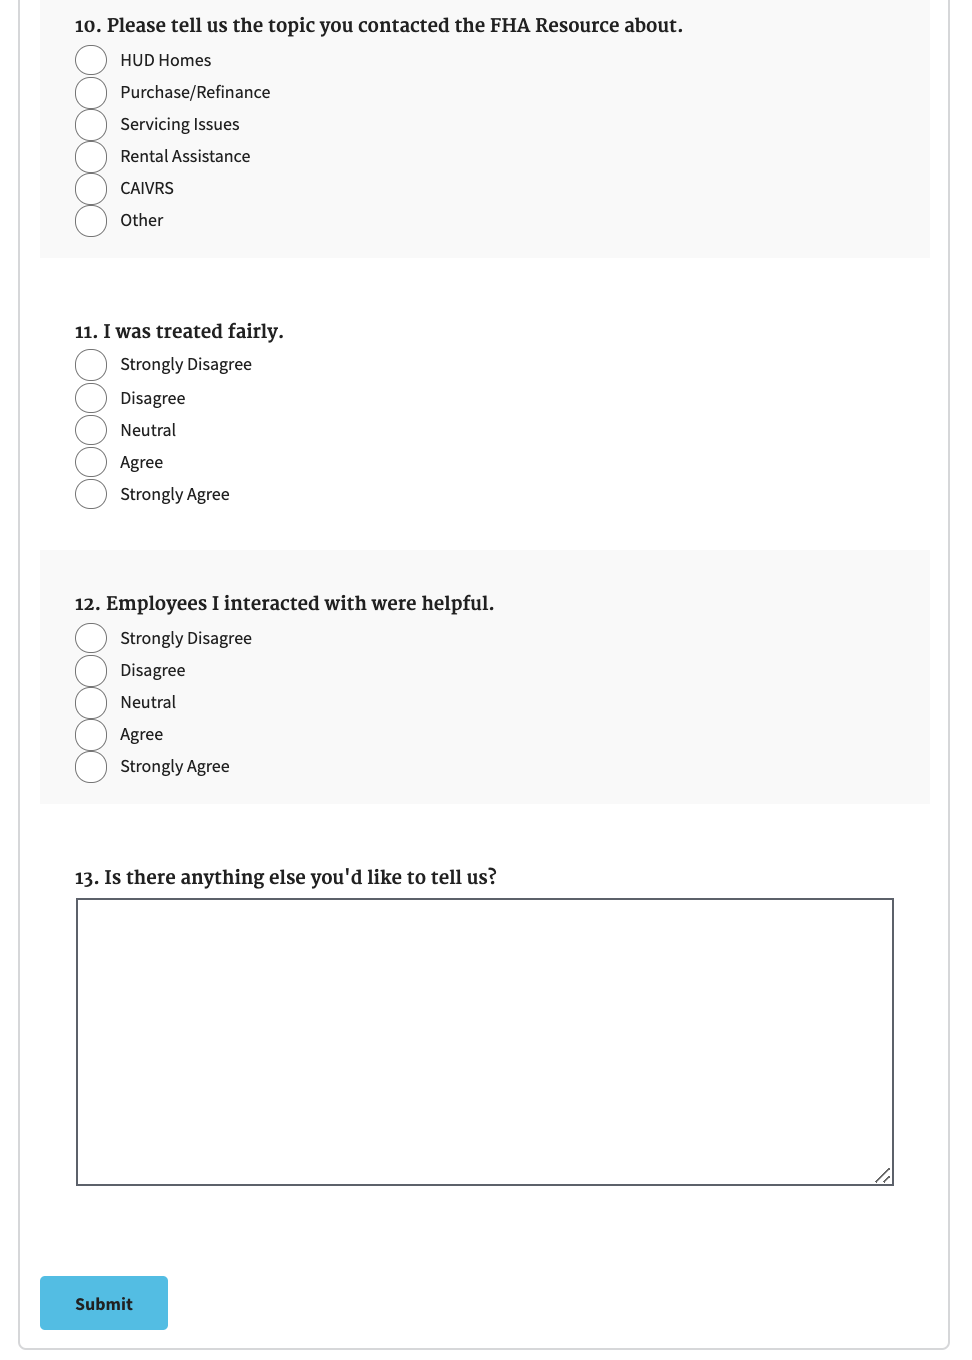 10. Please tell us the topic you contacted the FHA Resource about.
HUD Homes
Purchase/Refinance
Servicing Issues
Rental Assistance
CAIVRS
Other
11. I was treated fairly.
Strongly Disagree
Disagree
Neutral
Agree
Strongly Agree
12. Employees I interacted with were helpful.
Strongly Disagree
Disagree
Neutral
Agree
Strongly Agree
13. Is there anything else you'd like to tell us?
Submit